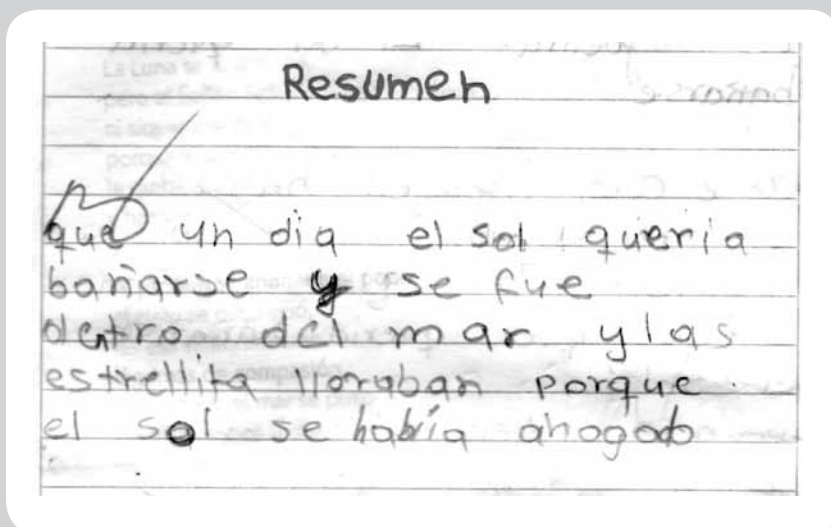 Resumen
que un dia el sol queria
bañarse y se fue
dentro del mar y las
estrellita lloraban porque
el sol se había ahogado